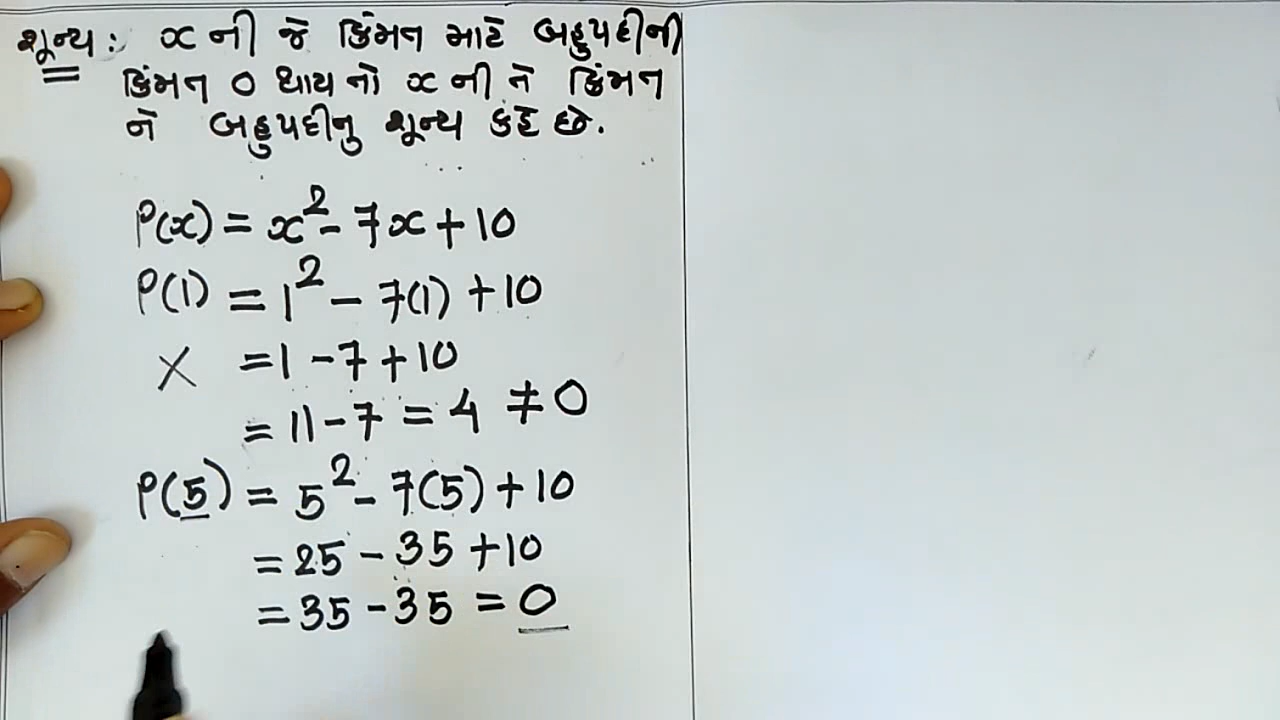 શૂન્ય: x ની જે કિંમત માટે બહુપદીની
કિંમત 0 થાય તો x ની તે કિંમત
ને બહુપદીનુ શૂન્ય કહે છે.
P(x) = x² - 7x + 10
P(1) = 1² - 7(1) + 10
X = 1 - 7 + 10
= 11 - 7 = 4 ≠ 0
P(5) = 5² - 7(5) + 10
= 25 - 35 + 10
= 35 - 35 = 0